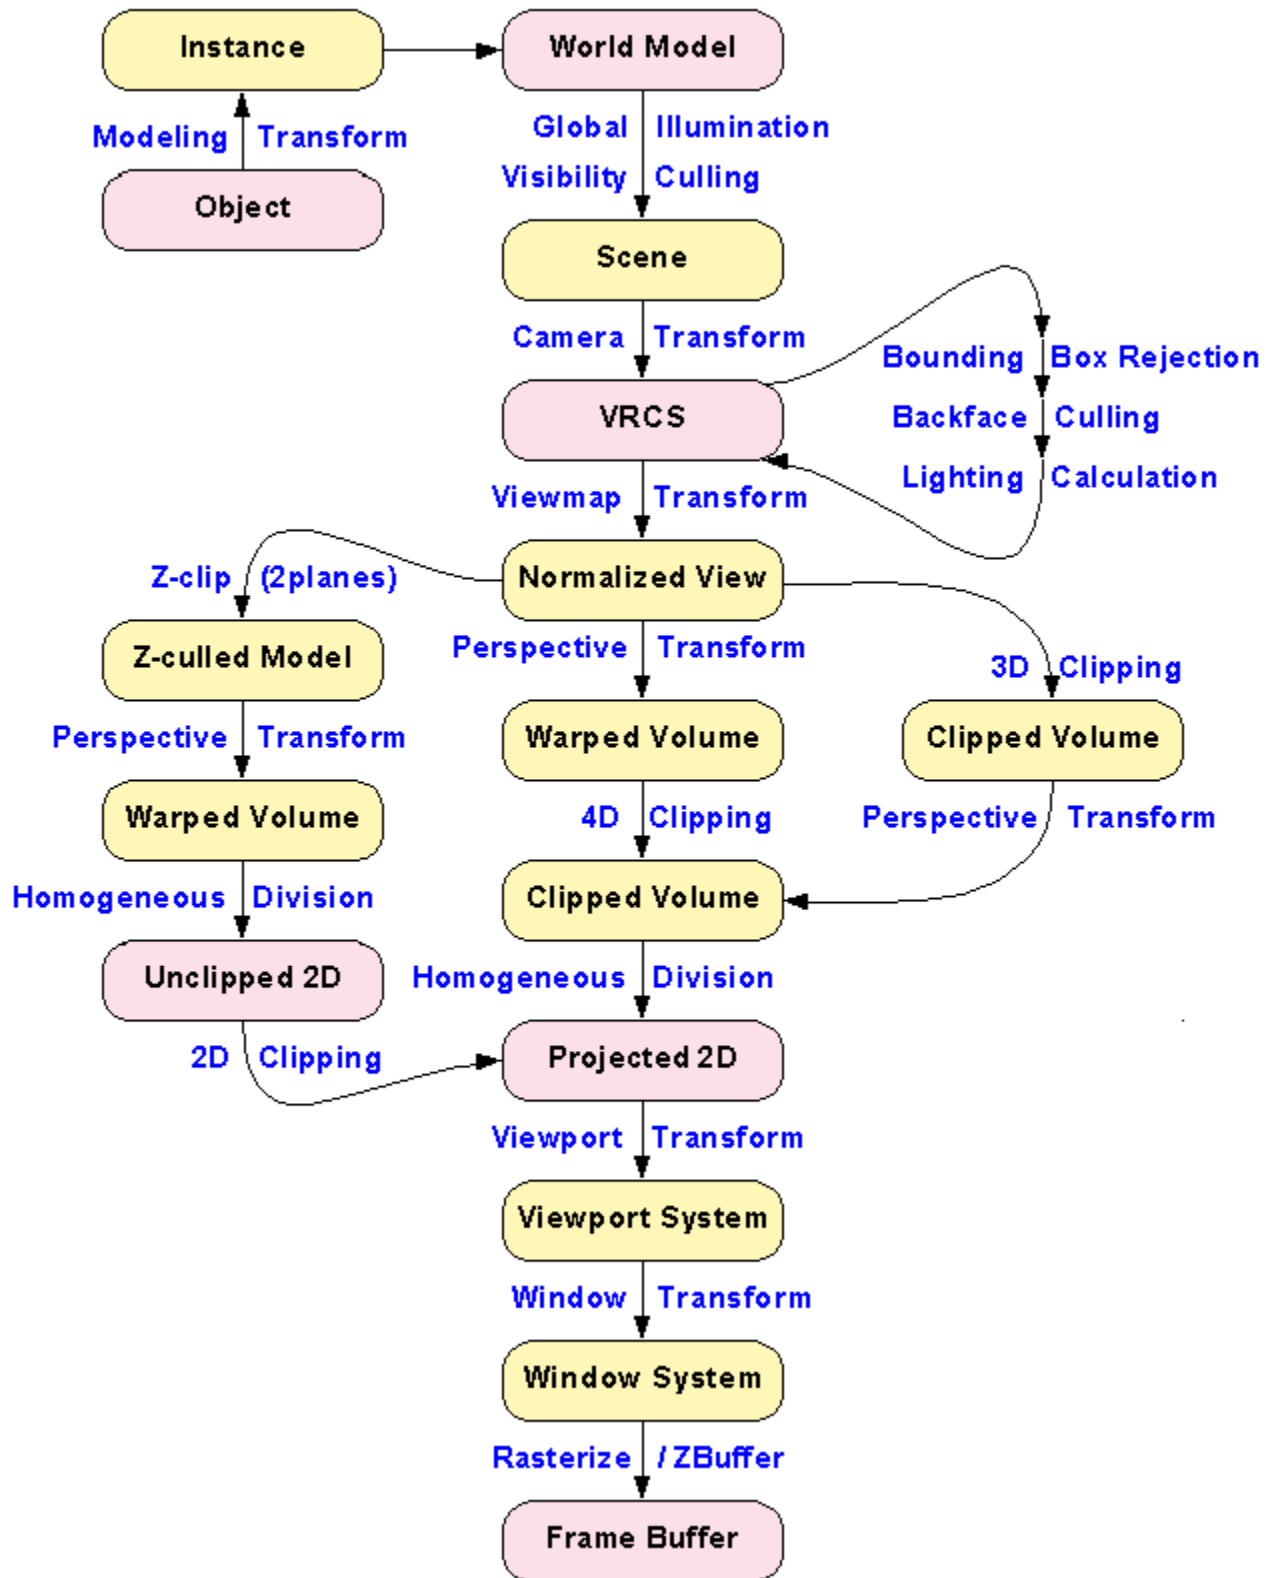 Instance
World Model
Modeling Transform
Global Illumination
Visibility Culling
Object
Scene
Camera Transform
Bounding Box Rejection
VRCS
Backface Culling
Lighting Calculation
Viewmap Transform
Z-clip (2planes)
Normalized View
Z-culled Model
Perspective Transform
3D Clipping
Perspective Transform
Warped Volume
Clipped Volume
Warped Volume
4D Clipping
Perspective Transform
Homogeneous Division
Clipped Volume
Unclipped 2D
Homogeneous Division
2D Clipping
Projected 2D
Viewport Transform
Viewport System
Window Transform
Window System
Rasterize / ZBuffer
Frame Buffer